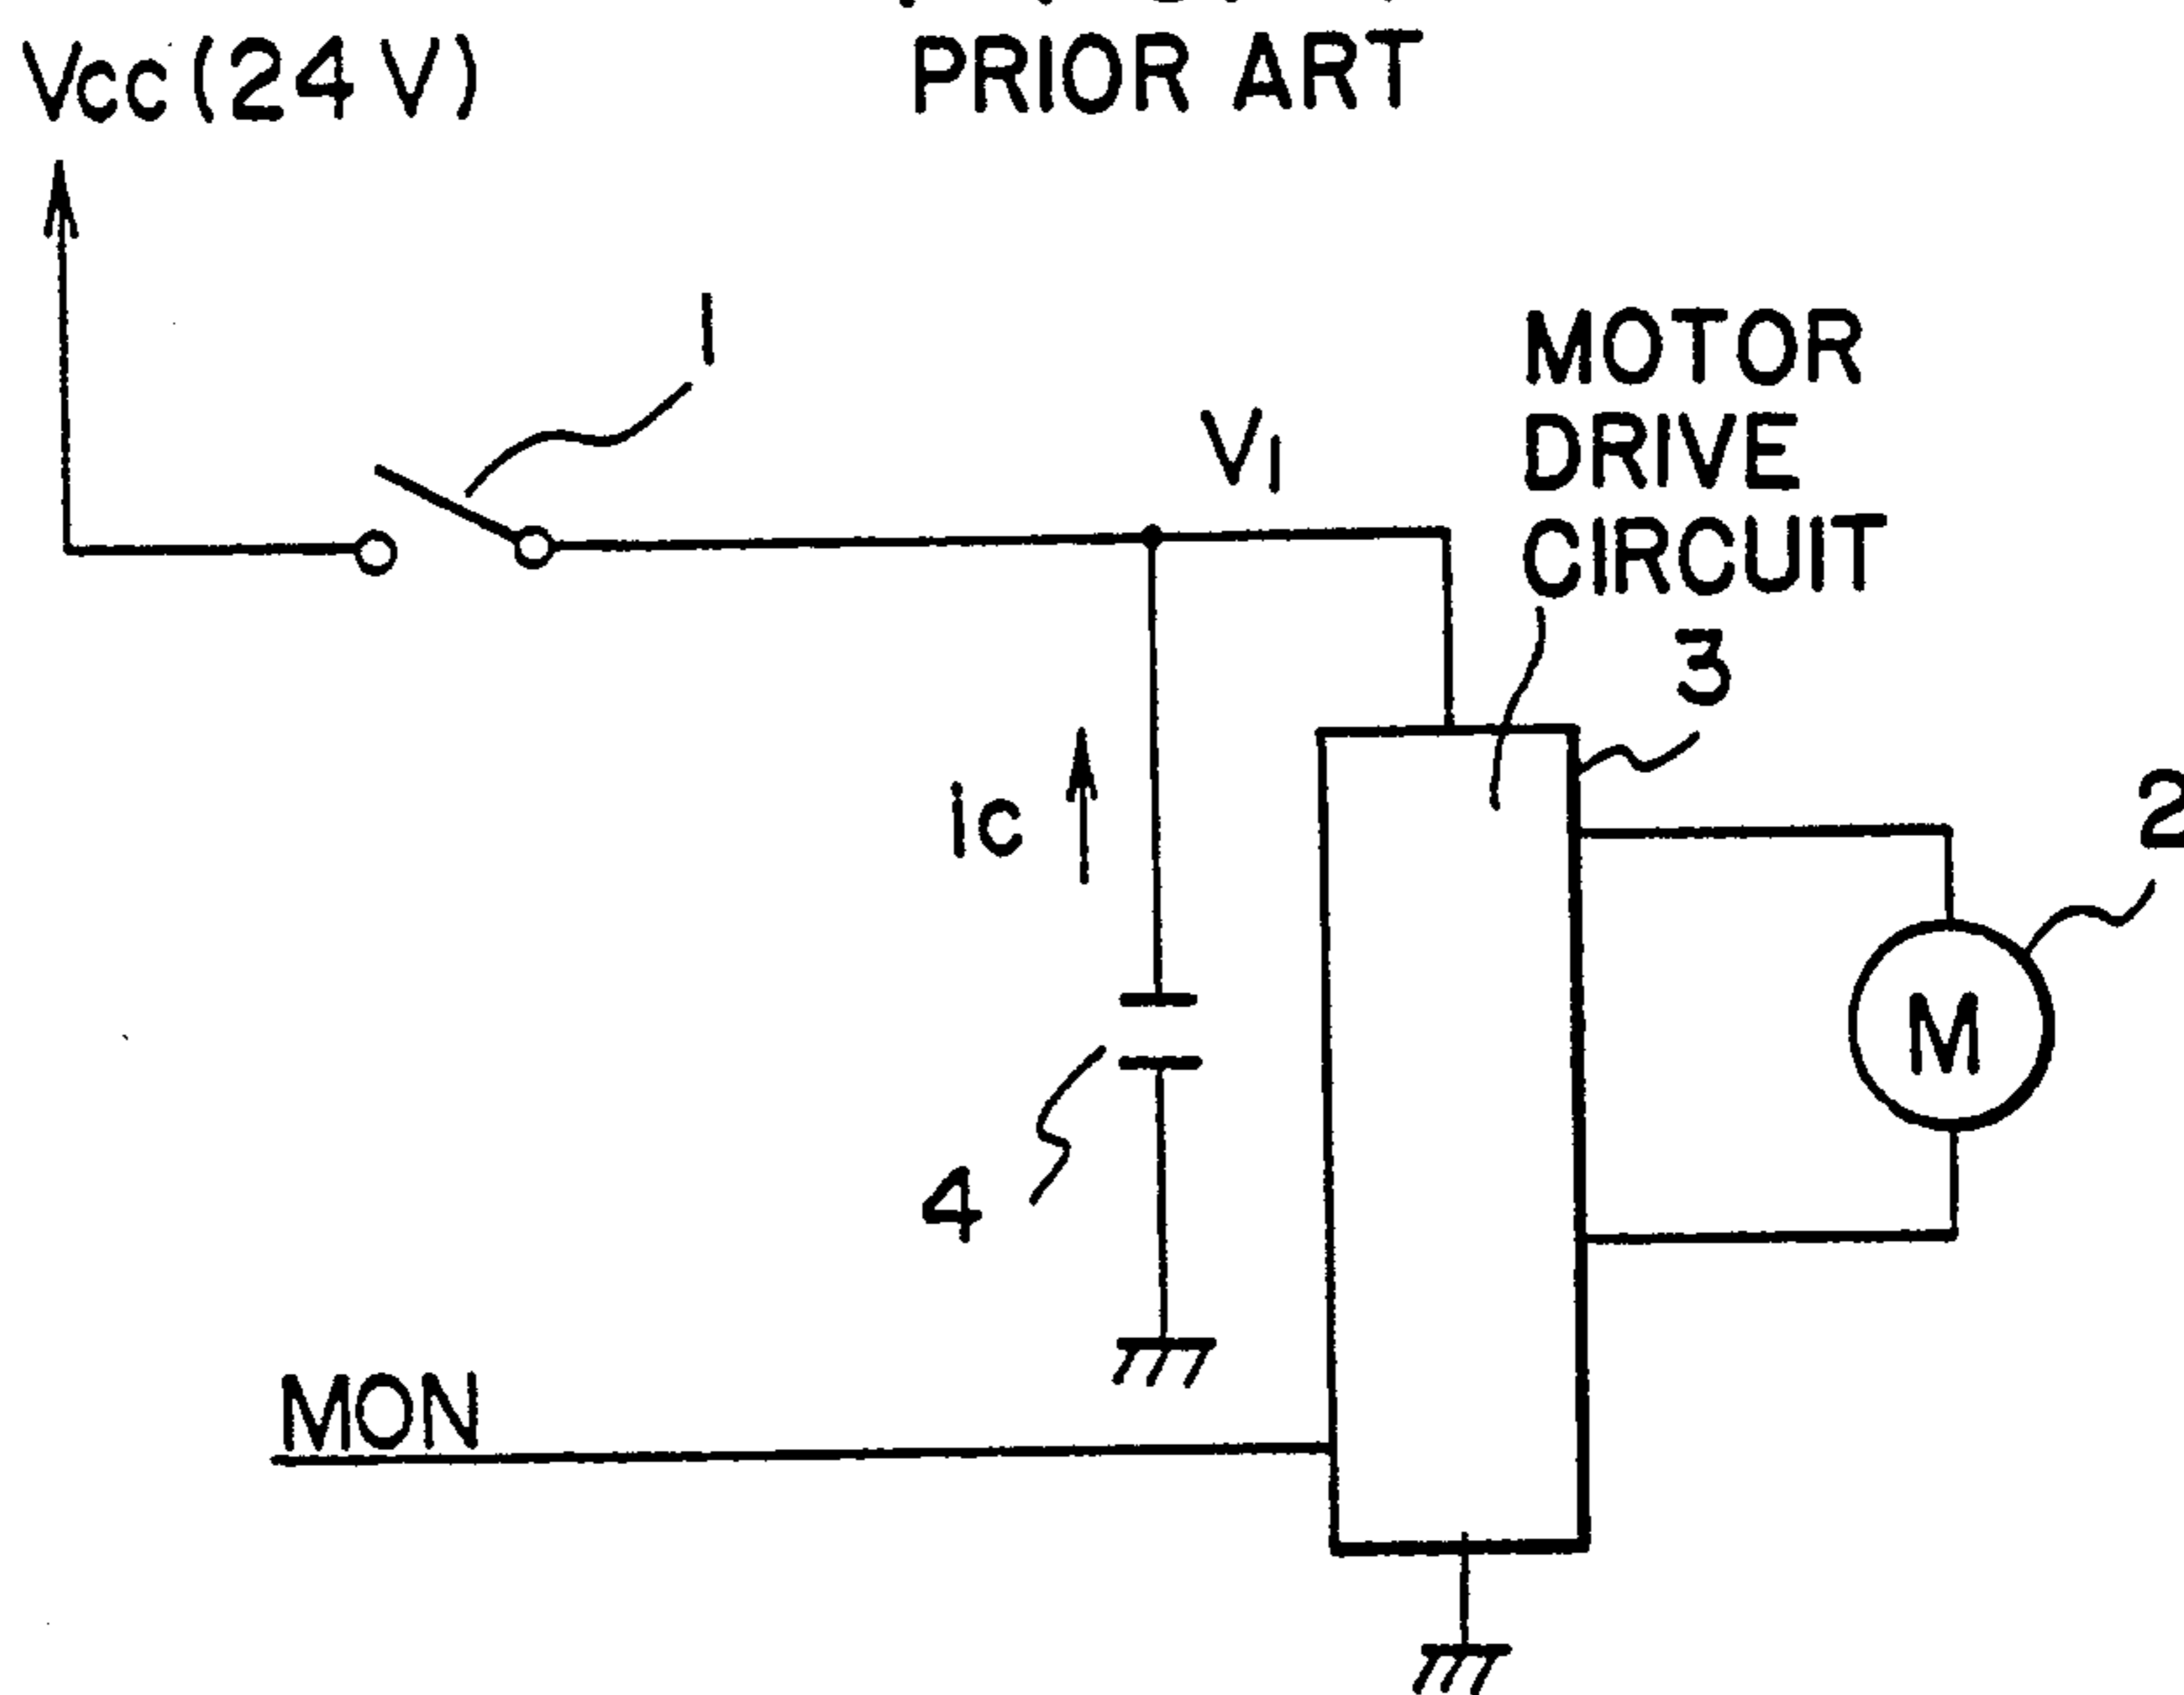 PRIOR ART
Vcc (24 V)
1
V1
MOTOR
DRIVE
CIRCUIT
3
ic
2
M
4
MON